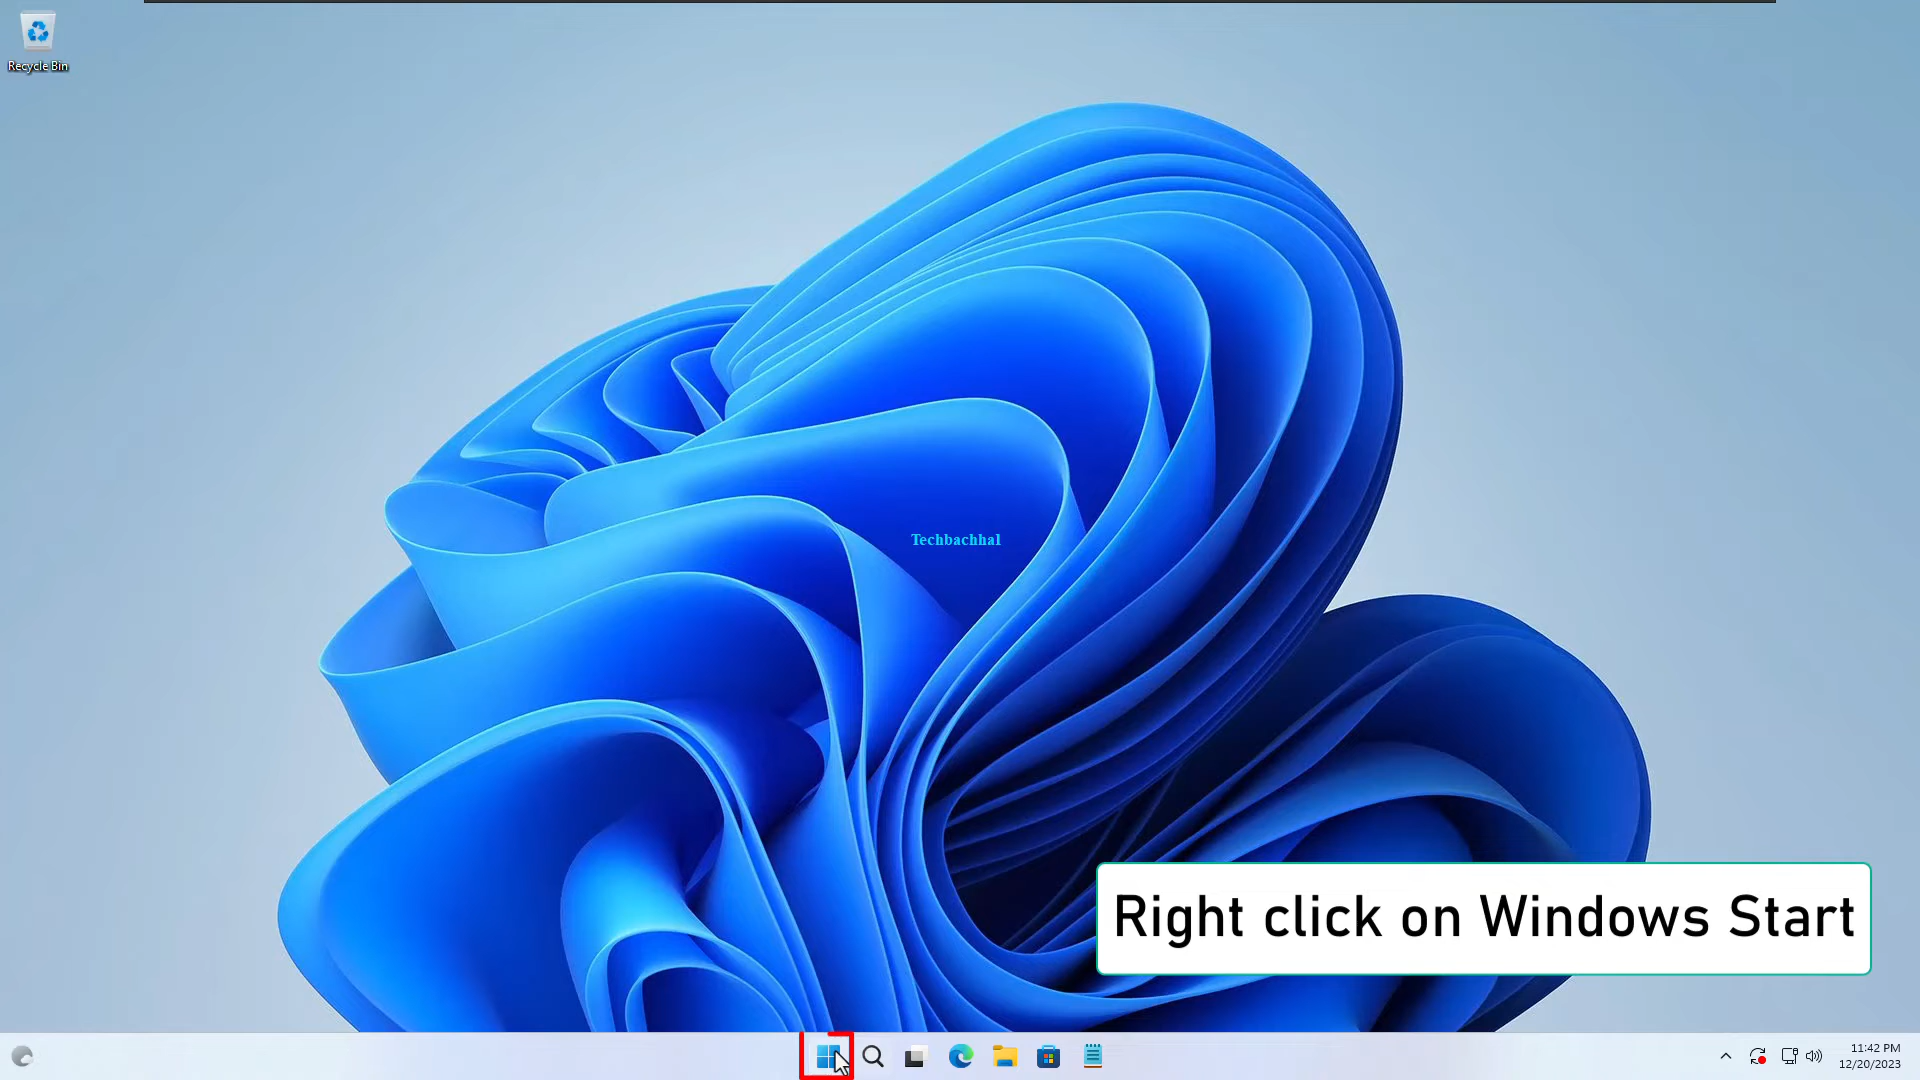 Recycle Bin
Techbachhal
Right click on Windows Start
11:42 PM
12/20/2023